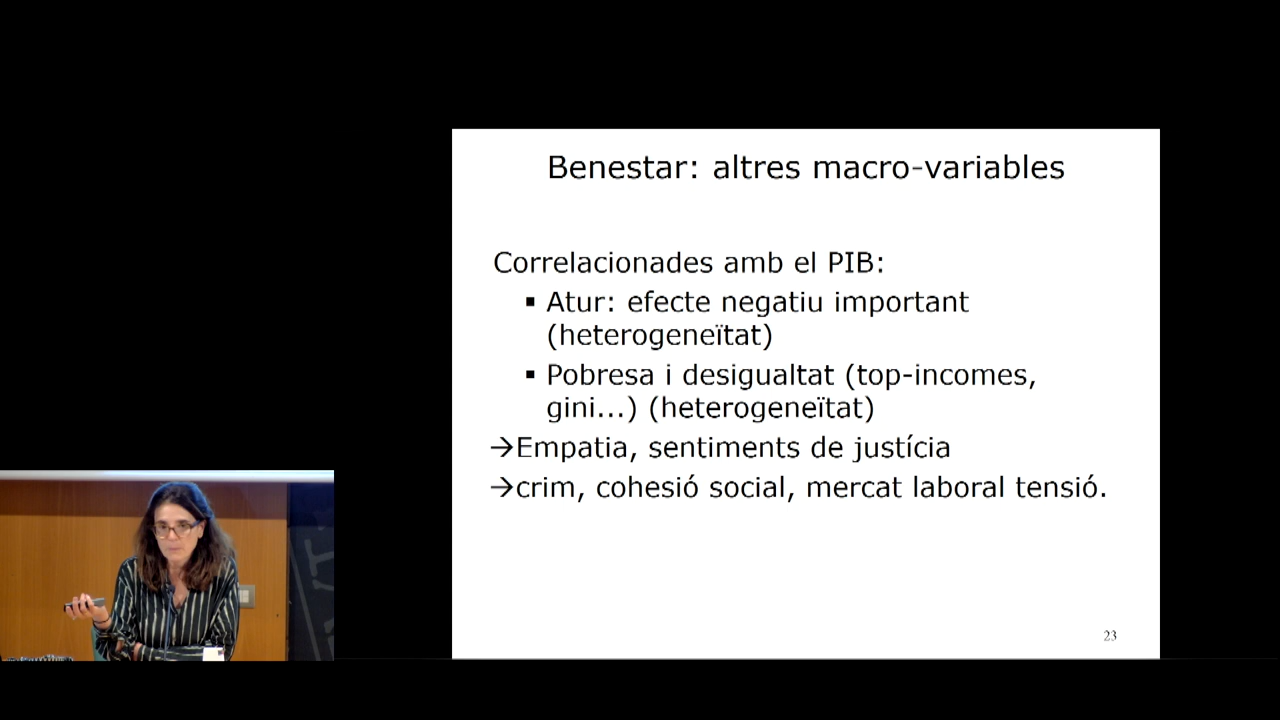 Benestar: altres macro-variables
Correlacionades amb el PIB:
▪ Atur: efecte negatiu important
(heterogeneïtat)
▪ Pobresa i desigualtat (top-incomes,
gini...) (heterogeneïtat)
→Empatia, sentiments de justícia
→crim, cohesió social, mercat laboral tensió.
23